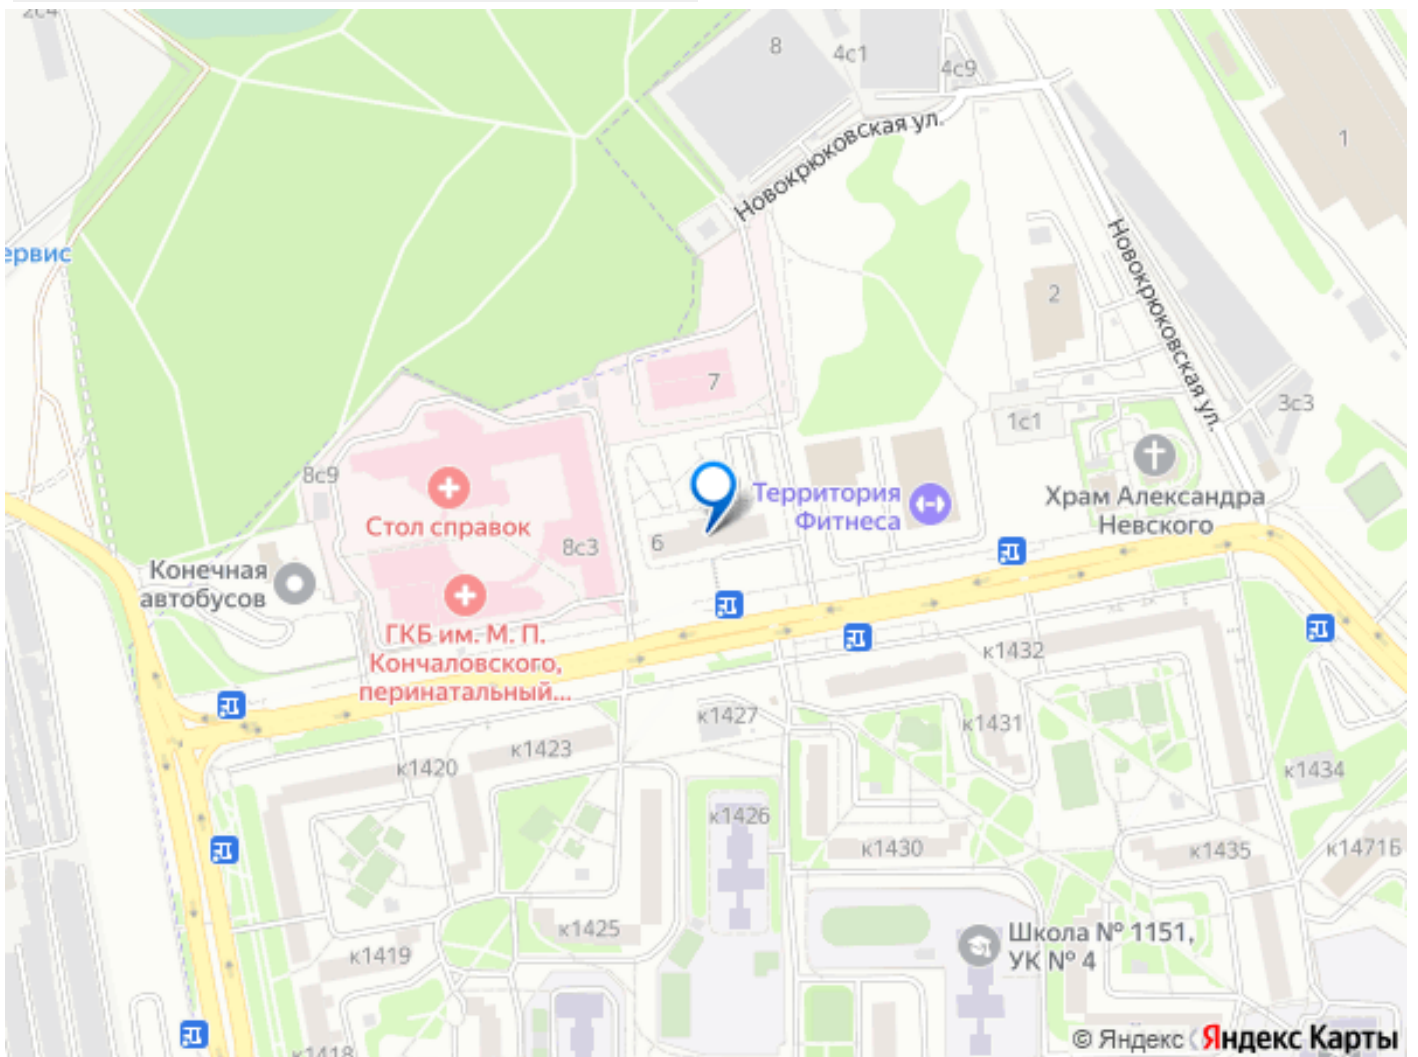 2с4
8
4с1
4с9
Новокрюковская ул.
1
ервис
Новокрюковская ул.
2
7
3с3
1с1
8с9
Стол справок
Территория
Фитнеса
Храм Александра
Невского
6
8с3
Конечная
автобусов
ГКБ им. М. П.
Кончаловского,
перинатальный...
к1432
к1427
к1431
к1423
к1420
к1434
к1426
к1430
к1435
к1471Б
к1425
к1419
Школа № 1151,
УК № 4
к1418
© Яндекс
Яндекс Карты